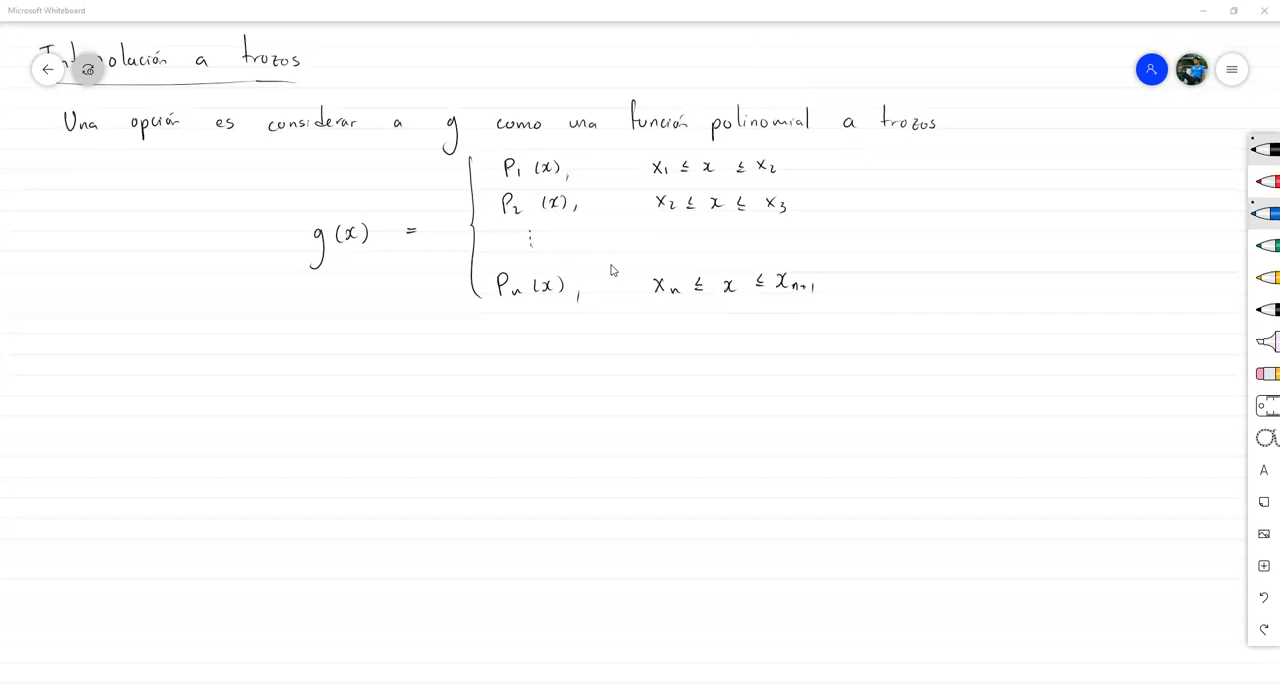 Microsoft Whiteboard
a trozos
Una opción es considerar a g como una función polinomial a trozos
P1 (x), x1 ≤ x ≤ x2
P2 (x), x2 ≤ x ≤ x3
g(x) =
⋮
Pn (x), xn ≤ x ≤ xn+1
A